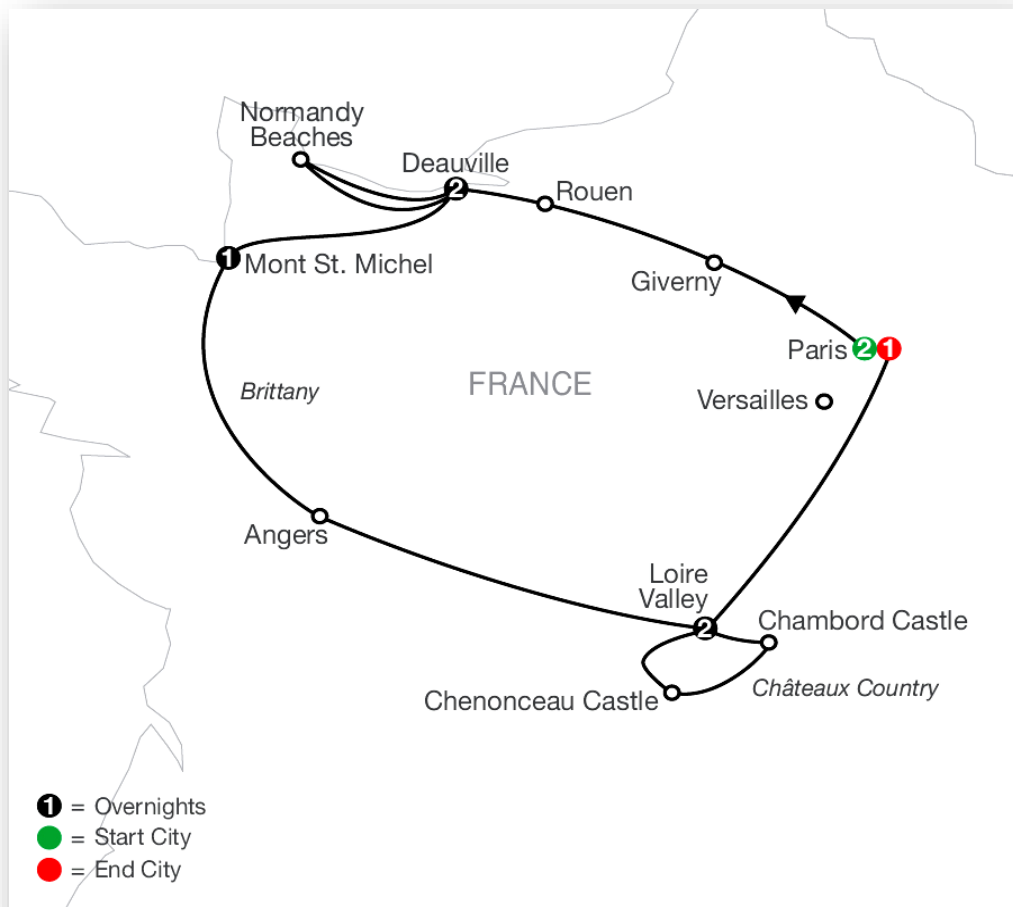 Normandy
Beaches
Deauville
2
Rouen
1
Mont St. Michel
Giverny
Paris
2
1
Brittany
FRANCE
Versailles
Angers
Loire
Valley
2
Chambord Castle
Chenonceau Castle
Châteaux Country
1 = Overnights
= Start City
= End City